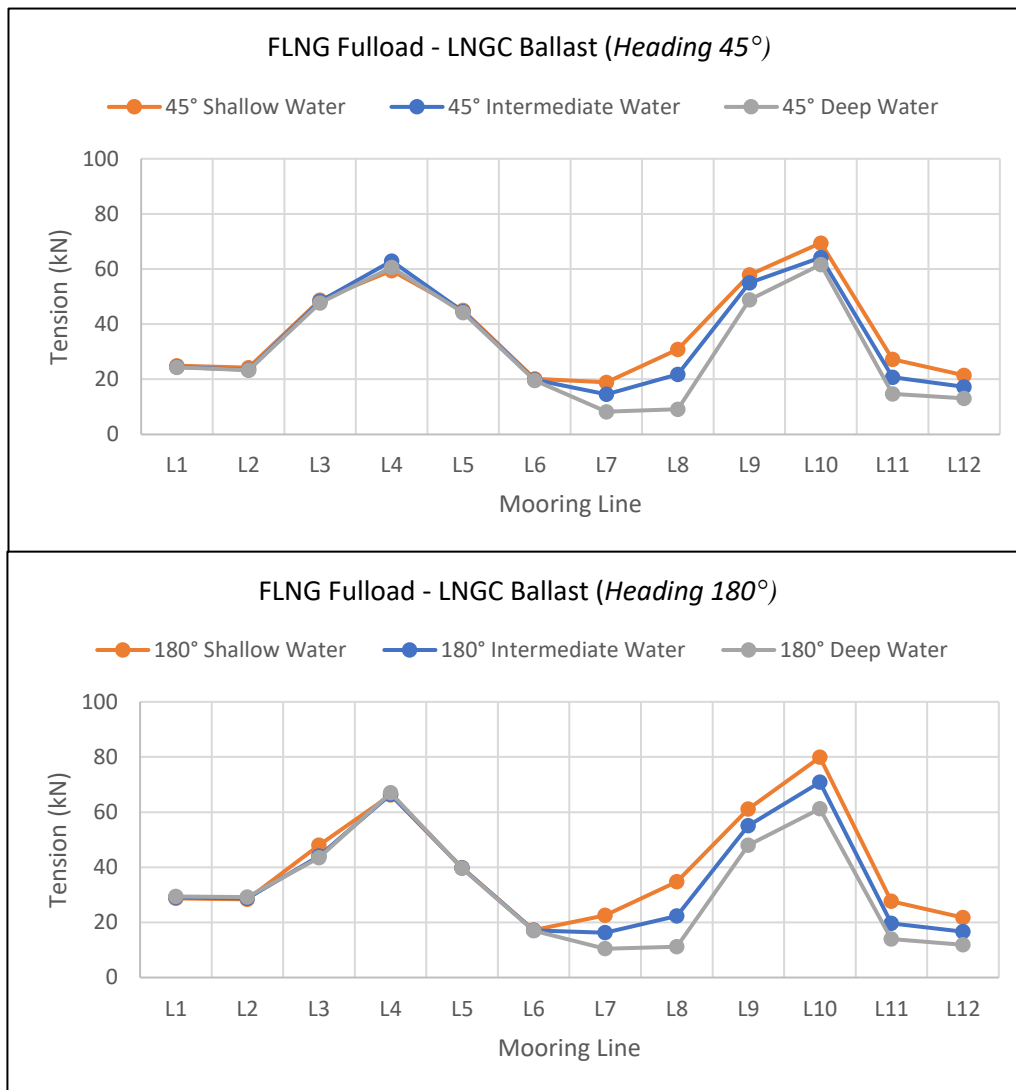 FLNG Fulload - LNGC Ballast (Heading 45°)
45° Shallow Water 45° Intermediate Water 45° Deep Water
100
80
60
40
20
0
Tension (kN)
L1 L2 L3 L4 L5 L6 L7 L8 L9 L10 L11 L12
Mooring Line
FLNG Fulload - LNGC Ballast (Heading 180°)
180° Shallow Water 180° Intermediate Water 180° Deep Water
100
80
60
40
20
0
Tension (kN)
L1 L2 L3 L4 L5 L6 L7 L8 L9 L10 L11 L12
Mooring Line